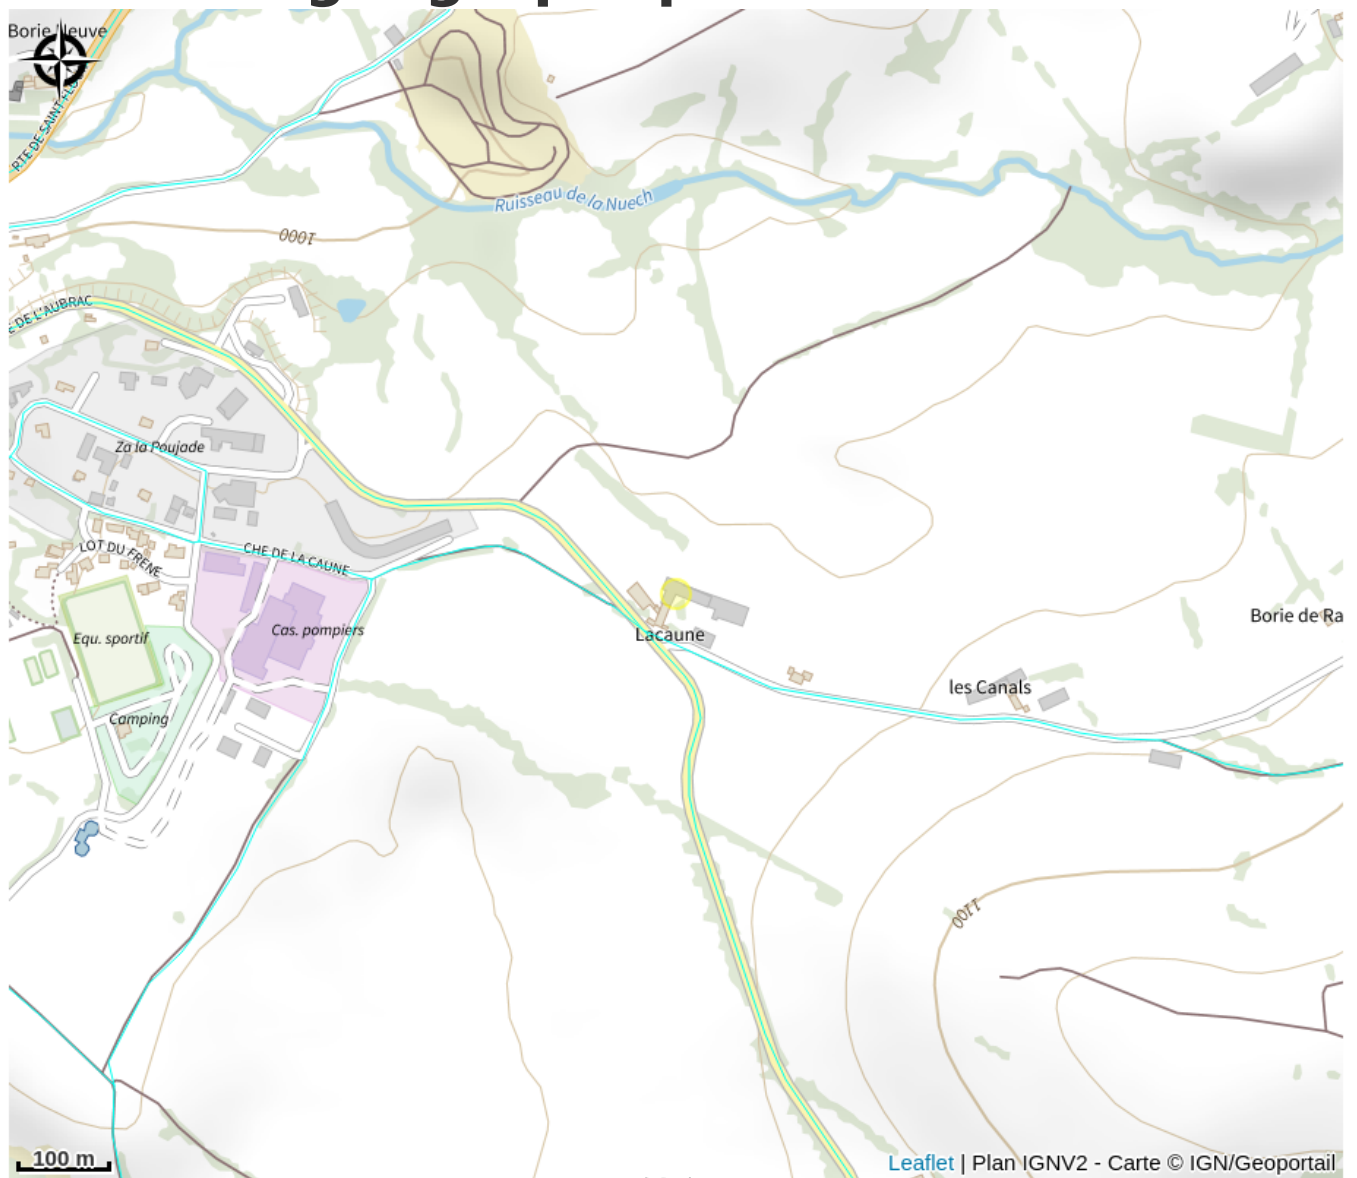 Borie Neuve
RTE DE SAINT-FLO
Ruisseau de la Nuech
1000
E DE L'AUBRAC
Za la Poujade
CHE DE LA CAUNE
LOT DU FRENE
Equ. sportif
Cas. pompiers
Lacaune
Borie de Ra
les Canals
Camping
1100
100 m
Leaflet | Plan IGNV2 - Carte © IGN/Geoportail